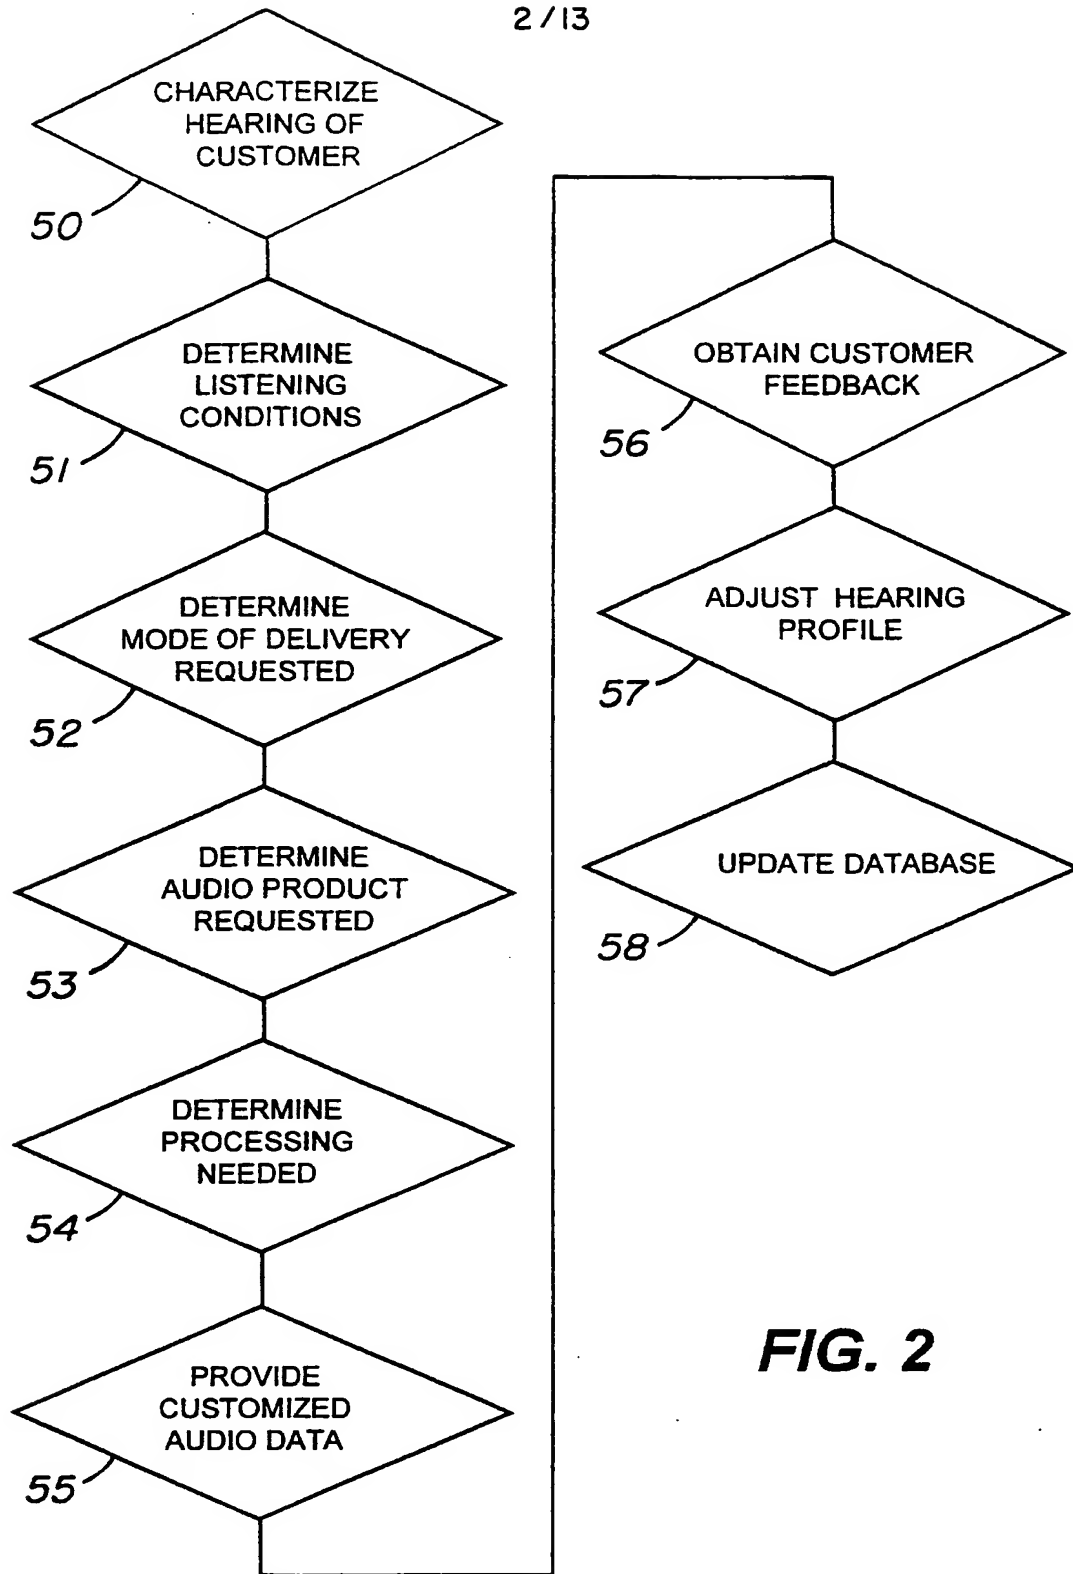 2/13
CHARACTERIZE
HEARING OF
CUSTOMER
50
DETERMINE
LISTENING
CONDITIONS
51
DETERMINE
MODE OF DELIVERY
REQUESTED
52
DETERMINE
AUDIO PRODUCT
REQUESTED
53
DETERMINE
PROCESSING
NEEDED
54
PROVIDE
CUSTOMIZED
AUDIO DATA
55
OBTAIN CUSTOMER
FEEDBACK
56
ADJUST HEARING
PROFILE
57
UPDATE DATABASE
58
FIG. 2